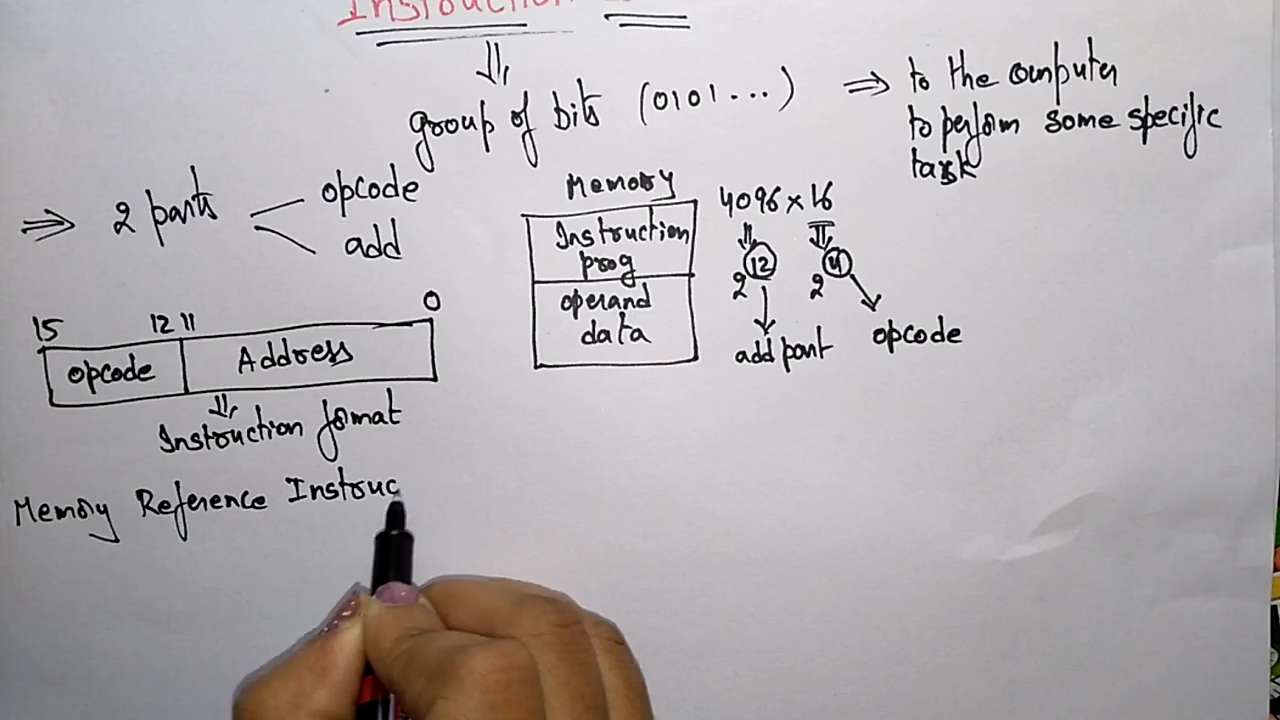 Instruction
group of bits (0101...) ⇒ to the computer
to perform some specific
task
⇒ 2 parts
opcode
add
Memory
Instruction
prog
operand
data
4096 × 16
2 12
2 4
add part
opcode
15 12 11 0
opcode Address
Instruction format
Memory Reference Instruc